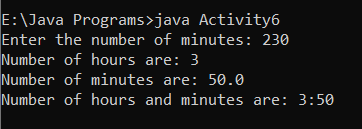 E:\Java Programs>java Activity6
Enter the number of minutes: 230
Number of hours are: 3
Number of minutes are: 50.0
Number of hours and minutes are: 3:50